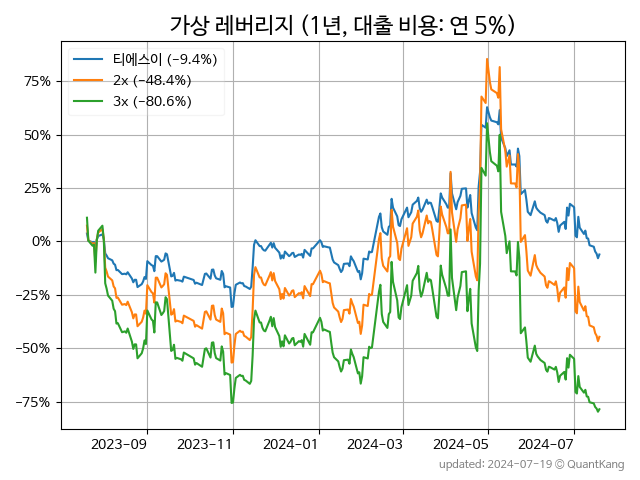 가상 레버리지 (1년, 대출 비용: 연 5%)
티에스이 (−9.4%)
2x (−48.4%)
3x (−80.6%)
75%
50%
25%
0%
−25%
−50%
−75%
2023−09
2023−11
2024−01
2024−03
2024−05
2024−07
updated: 2024-07-19 © QuantKang